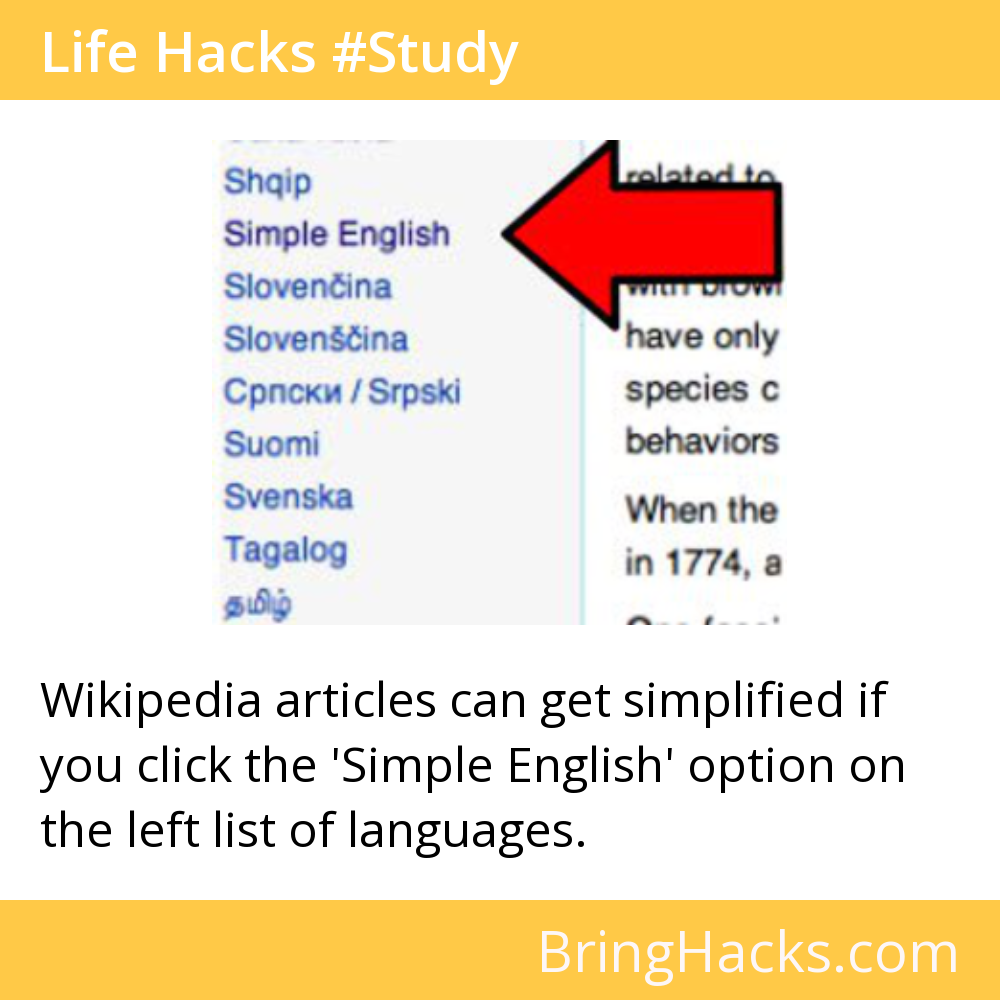 Life Hacks #Study
Shqip
Simple English
Slovenčina
Slovenščina
Српски / Srpski
Suomi
Svenska
Tagalog
தமிழ்
related to
have only
species c
behaviors
When the
in 1774, a
Wikipedia articles can get simplified if
you click the 'Simple English' option on
the left list of languages.
BringHacks.com